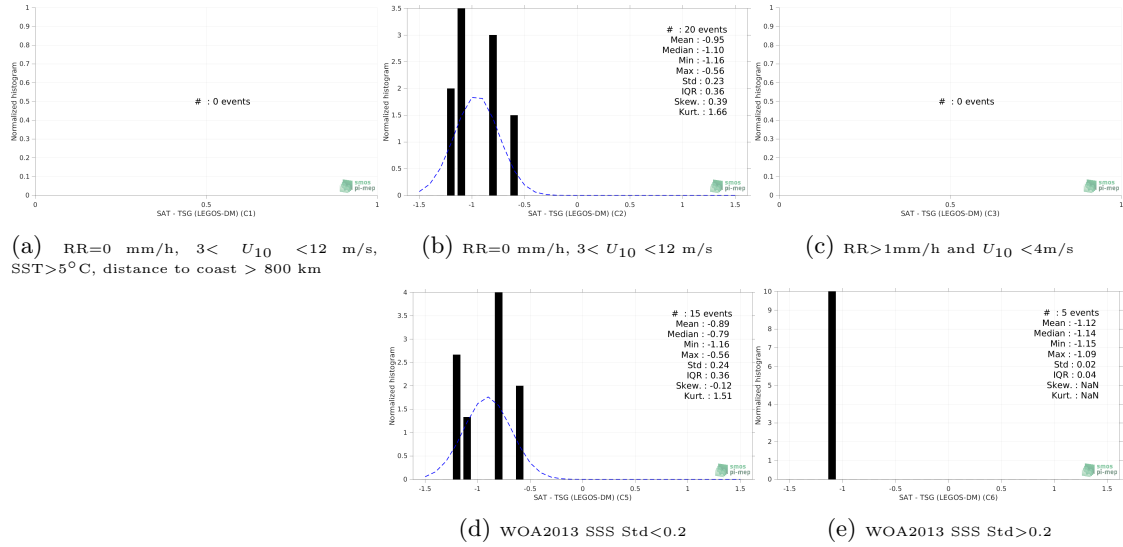 1
0.9
0.8
0.7
0.6
0.5
0.4
0.3
0.2
0.1
0
Normalized histogram
# : 0 events
smos
pi-mep
0 0.5 1
SAT - TSG (LEGOS-DM) (C1)
(a) RR=0 mm/h, 3< U10 <12 m/s,
SST>5°C, distance to coast > 800 km
3.5
3
2.5
2
1.5
1
0.5
0
Normalized histogram
# : 20 events
Mean : -0.95
Median : -1.10
Min : -1.16
Max : -0.56
Std : 0.23
IQR : 0.36
Skew. : 0.39
Kurt. : 1.66
smos
pi-mep
-1.5 -1 -0.5 0 0.5 1 1.5
SAT - TSG (LEGOS-DM) (C2)
(b) RR=0 mm/h, 3< U10 <12 m/s
1
0.9
0.8
0.7
0.6
0.5
0.4
0.3
0.2
0.1
0
Normalized histogram
# : 0 events
smos
pi-mep
0 0.5 1
SAT - TSG (LEGOS-DM) (C3)
(c) RR>1mm/h and U10 <4m/s
4
3.5
3
2.5
2
1.5
1
0.5
0
Normalized histogram
# : 15 events
Mean : -0.89
Median : -0.79
Min : -1.16
Max : -0.56
Std : 0.24
IQR : 0.36
Skew. : -0.12
Kurt. : 1.51
smos
pi-mep
-1.5 -1 -0.5 0 0.5 1 1.5
SAT - TSG (LEGOS-DM) (C5)
(d) WOA2013 SSS Std<0.2
10
9
8
7
6
5
4
3
2
1
0
Normalized histogram
# : 5 events
Mean : -1.12
Median : -1.14
Min : -1.15
Max : -1.09
Std : 0.02
IQR : 0.04
Skew. : NaN
Kurt. : NaN
smos
pi-mep
-1.5 -1 -0.5 0 0.5 1 1.5
SAT - TSG (LEGOS-DM) (C6)
(e) WOA2013 SSS Std>0.2